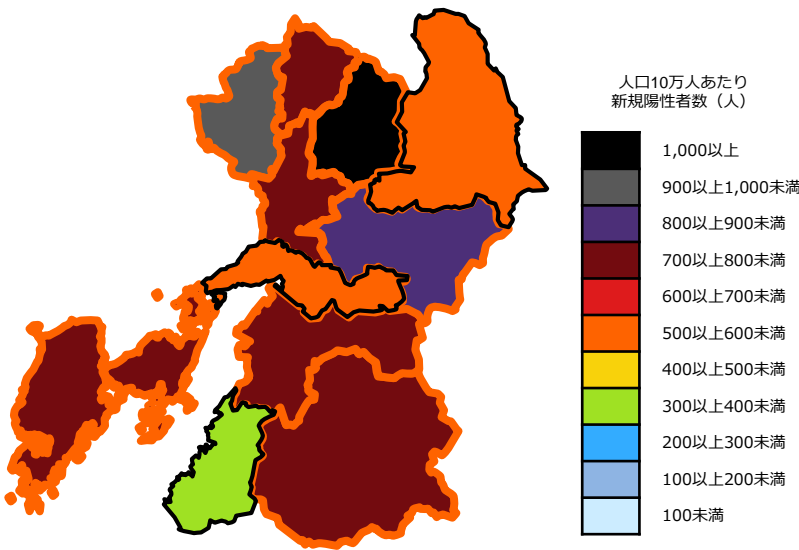 人口10万人あたり
新規陽性者数（人）
1,000以上
900以上1,000未満
800以上900未満
700以上800未満
600以上700未満
500以上600未満
400以上500未満
300以上400未満
200以上300未満
100以上200未満
100未満